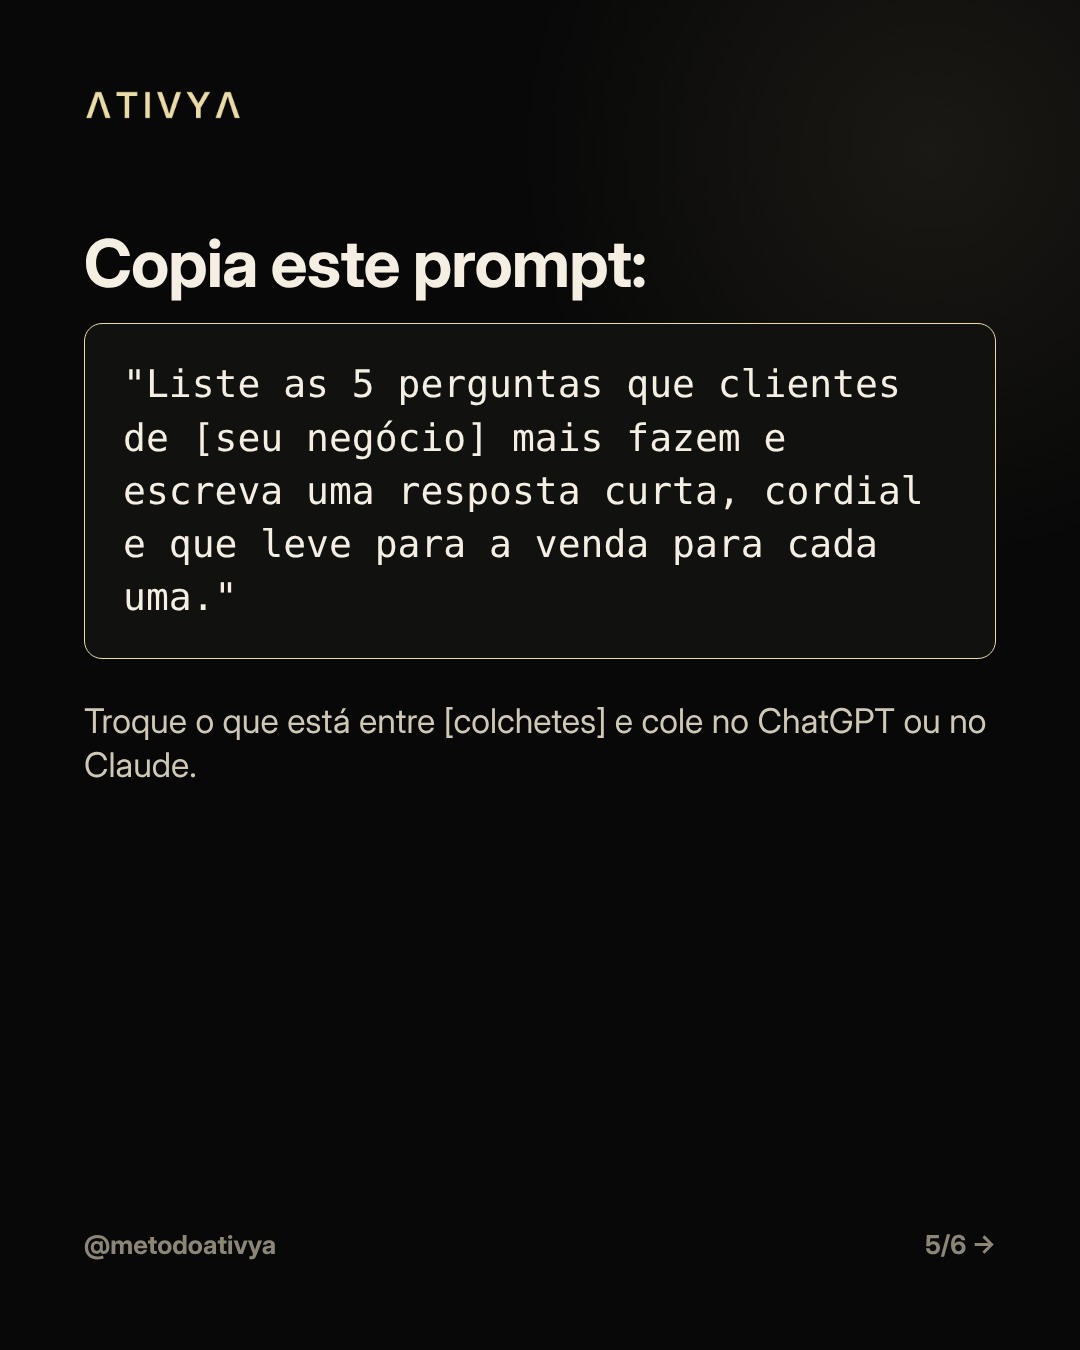 ATIVYA
Copia este prompt:
"Liste as 5 perguntas que clientes
de [seu negócio] mais fazem e
escreva uma resposta curta, cordial
e que leve para a venda para cada
uma."
Troque o que está entre [colchetes] e cole no ChatGPT ou no
Claude.
@metodoativya
5/6 →